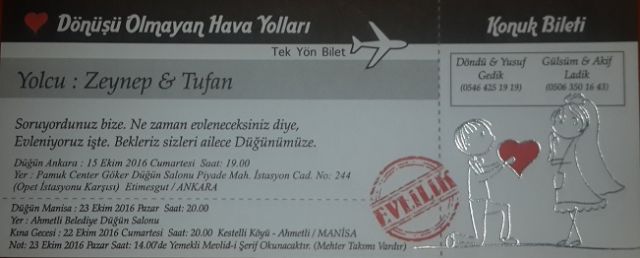 Dönüşü Olmayan Hava Yolları
Tek Yön Bilet
Yolcu : Zeynep & Tufan
Soruyordunuz bize. Ne zaman evleneceksiniz diye,
Evleniyoruz işte. Bekleriz sizleri ailece Düğünümüze.
Düğün Ankara : 15 Ekim 2016 Cumartesi Saat: 19.00
Yer : Pamuk Center Göker Düğün Salonu Piyade Mah. İstasyon Cad. No: 244
(Opet İstasyonu Karşısı) Etimesgut / ANKARA
Düğün Manisa : 23 Ekim 2016 Pazar Saat: 20.00
Yer : Ahmetli Belediye Düğün Salonu
Kına Gecesi : 22 Ekim 2016 Cumartesi Saat: 20.00 Kestelli Köyü - Ahmetli / MANİSA
Not: 23 Ekim 2016 Pazar Saat: 14.00'de Yemekli Mevlid-i Şerif Okunacaktır. (Mehter Takımı Vardır)
EVLİLİK
Konuk Bileti
Döndü & Yusuf
Gedik
(0546 425 19 19)
Gülsüm & Akif
Ladik
(0506 350 16 43)